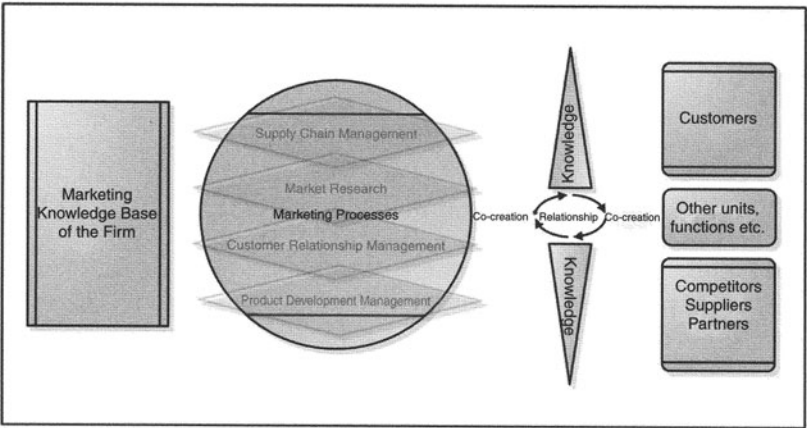 Marketing
Knowledge Base
of the Firm
Supply Chain Management
Market Research
Marketing Processes
Customer Relationship Management
Product Development Management
Co-creation
Knowledge
Relationship
Knowledge
Co-creation
Customers
Other units,
functions etc.
Competitors
Suppliers
Partners